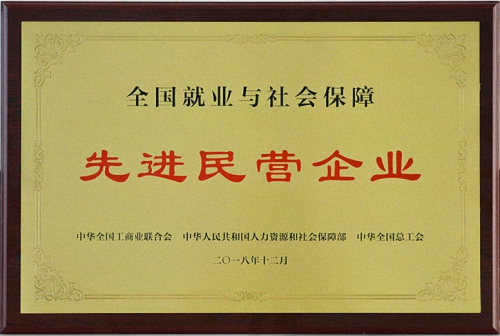 全国就业与社会保障
先进民营企业
中华全国工商业联合会 中华人民共和国人力资源和社会保障部 中华全国总工会
二〇一八年十二月